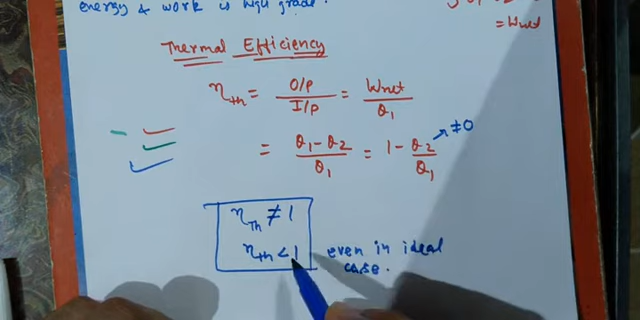 energy & work is high grade.
= Wnet
Thermal Efficiency
ηth = O/P / I/P = Wnet / Q1
= Q1 - Q2 / Q1 = 1 - Q2 / Q1 ≠0
ηTh ≠ 1
ηth < 1 even in ideal
case.